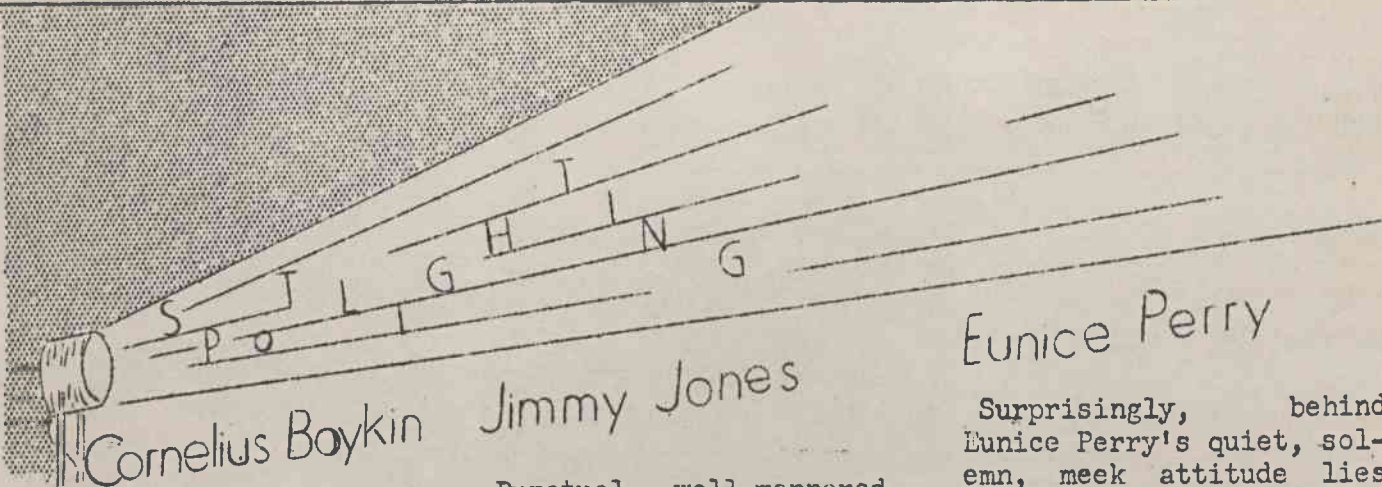 SPOTLIGHTING
Cornelius Boykin
Jimmy Jones
Punctual, well-mannered
Eunice Perry
Surprisingly, behind
Eunice Perry's quiet, sol-
emn, meek attitude lies